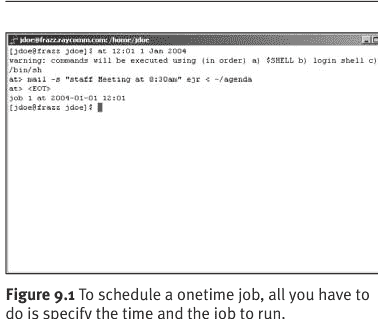 jdoe@frazz.raycomm.com: /home/jdoe
[jdoe@frazz jdoe]$ at 12:01 1 Jan 2004
warning: commands will be executed using (in order) a) $SHELL b) login shell c)
/bin/sh
at> mail -s "staff Meeting at 8:30am" ejr < ~/agenda
at> <EOT>
job 1 at 2004-01-01 12:01
[jdoe@frazz jdoe]$
Figure 9.1 To schedule a onetime job, all you have to
do is specify the time and the job to run.